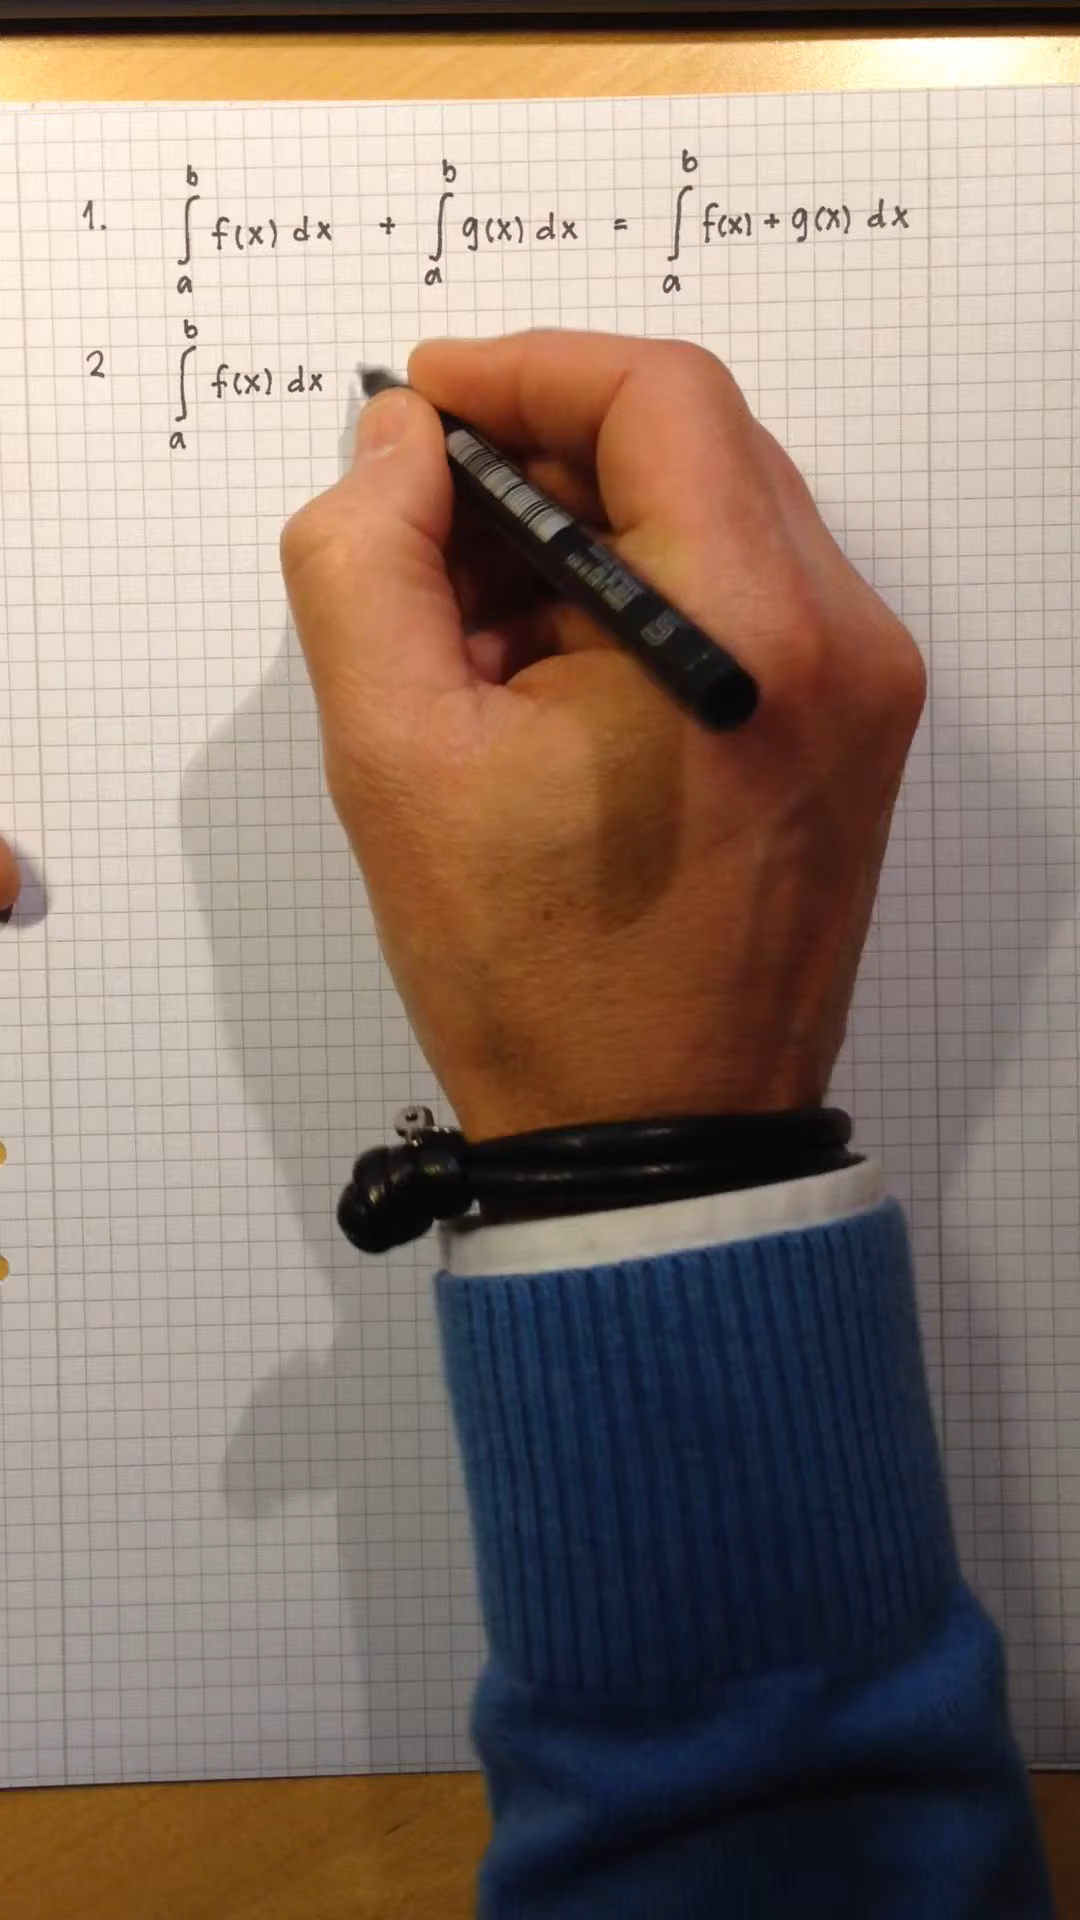 1. ∫ₐᵇ f(x) dx + ∫ₐᵇ g(x) dx = ∫ₐᵇ f(x) + g(x) dx
2 ∫ₐᵇ f(x) dx